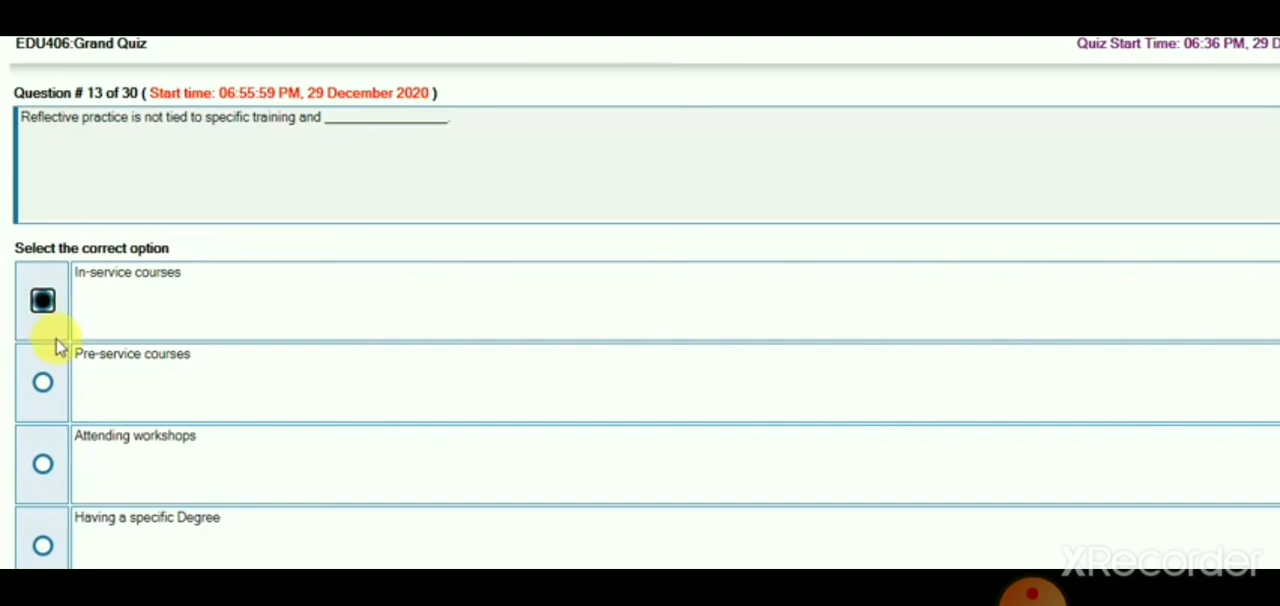 EDU406:Grand Quiz
Quiz Start Time: 06:36 PM, 29 D
Question # 13 of 30 ( Start time: 06:55:59 PM, 29 December 2020 )
Reflective practice is not tied to specific training and ________________.
Select the correct option
In-service courses
Pre-service courses
Attending workshops
Having a specific Degree
XRecorder